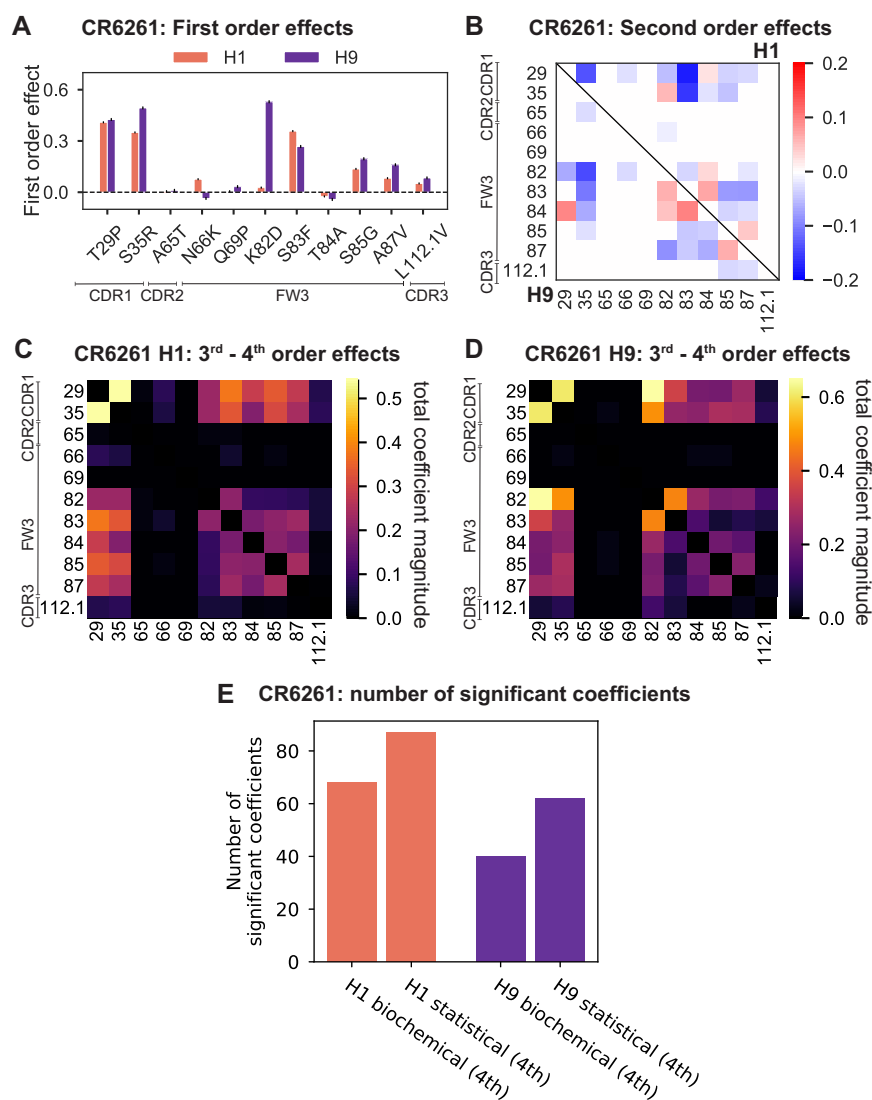 A CR6261: First order effects
H1 H9
First order effect
0.6
0.3
0.0
T29P S35R A65T N66K Q69P K82D S83F T84A S85G A87V L112.1V
CDR1 CDR2 FW3 CDR3
B CR6261: Second order effects
H1
CDR1
CDR2
FW3
CDR3
29
35
65
66
69
82
83
84
85
87
112.1
H9
29 35 65 66 69 82 83 84 85 87 112.1
0.2
0.1
0.0
−0.1
−0.2
C CR6261 H1: 3rd - 4th order effects
CDR1
CDR2
FW3
CDR3
29
35
65
66
69
82
83
84
85
87
112.1
29 35 65 66 69 82 83 84 85 87 112.1
0.5
0.4
0.3
0.2
0.1
0.0
total coefficient magnitude
D CR6261 H9: 3rd - 4th order effects
CDR1
CDR2
FW3
CDR3
29
35
65
66
69
82
83
84
85
87
112.1
29 35 65 66 69 82 83 84 85 87 112.1
0.6
0.4
0.2
0.0
total coefficient magnitude
E CR6261: number of significant coefficients
Number of
significant coefficients
80
60
40
20
0
H1 biochemical (4th)
H1 statistical (4th)
H9 biochemical (4th)
H9 statistical (4th)